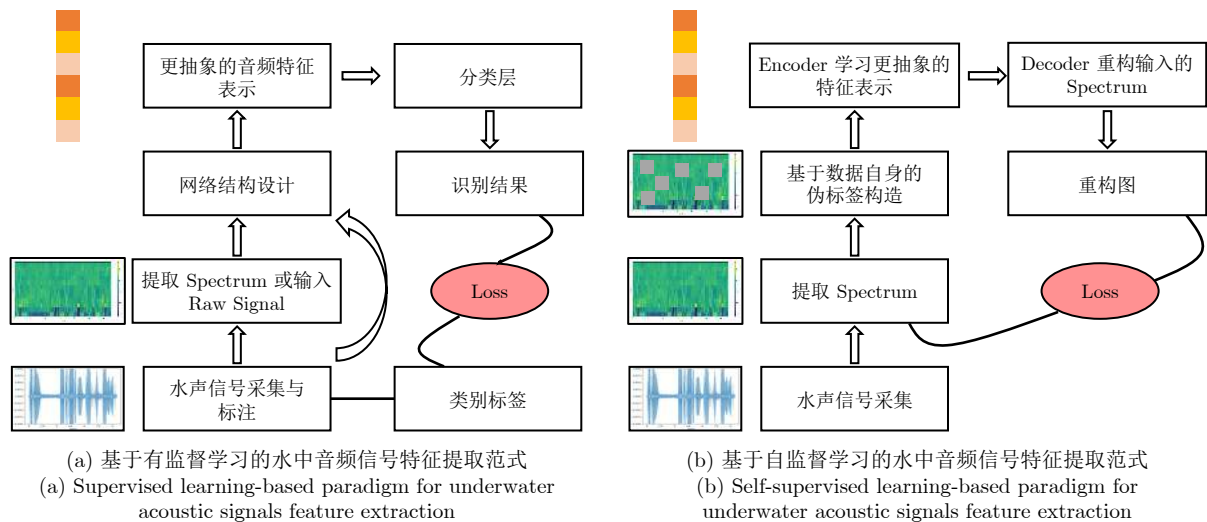 更抽象的音频特征
表示
分类层
网络结构设计
识别结果
提取 Spectrum 或输入
Raw Signal
Loss
水声信号采集与
标注
类别标签
(a) 基于有监督学习的水中音频信号特征提取范式
(a) Supervised learning-based paradigm for underwater
acoustic signals feature extraction
Encoder 学习更抽象的
特征表示
Decoder 重构输入的
Spectrum
基于数据自身的
伪标签构造
重构图
提取 Spectrum
Loss
水声信号采集
(b) 基于自监督学习的水中音频信号特征提取范式
(b) Self-supervised learning-based paradigm for
underwater acoustic signals feature extraction